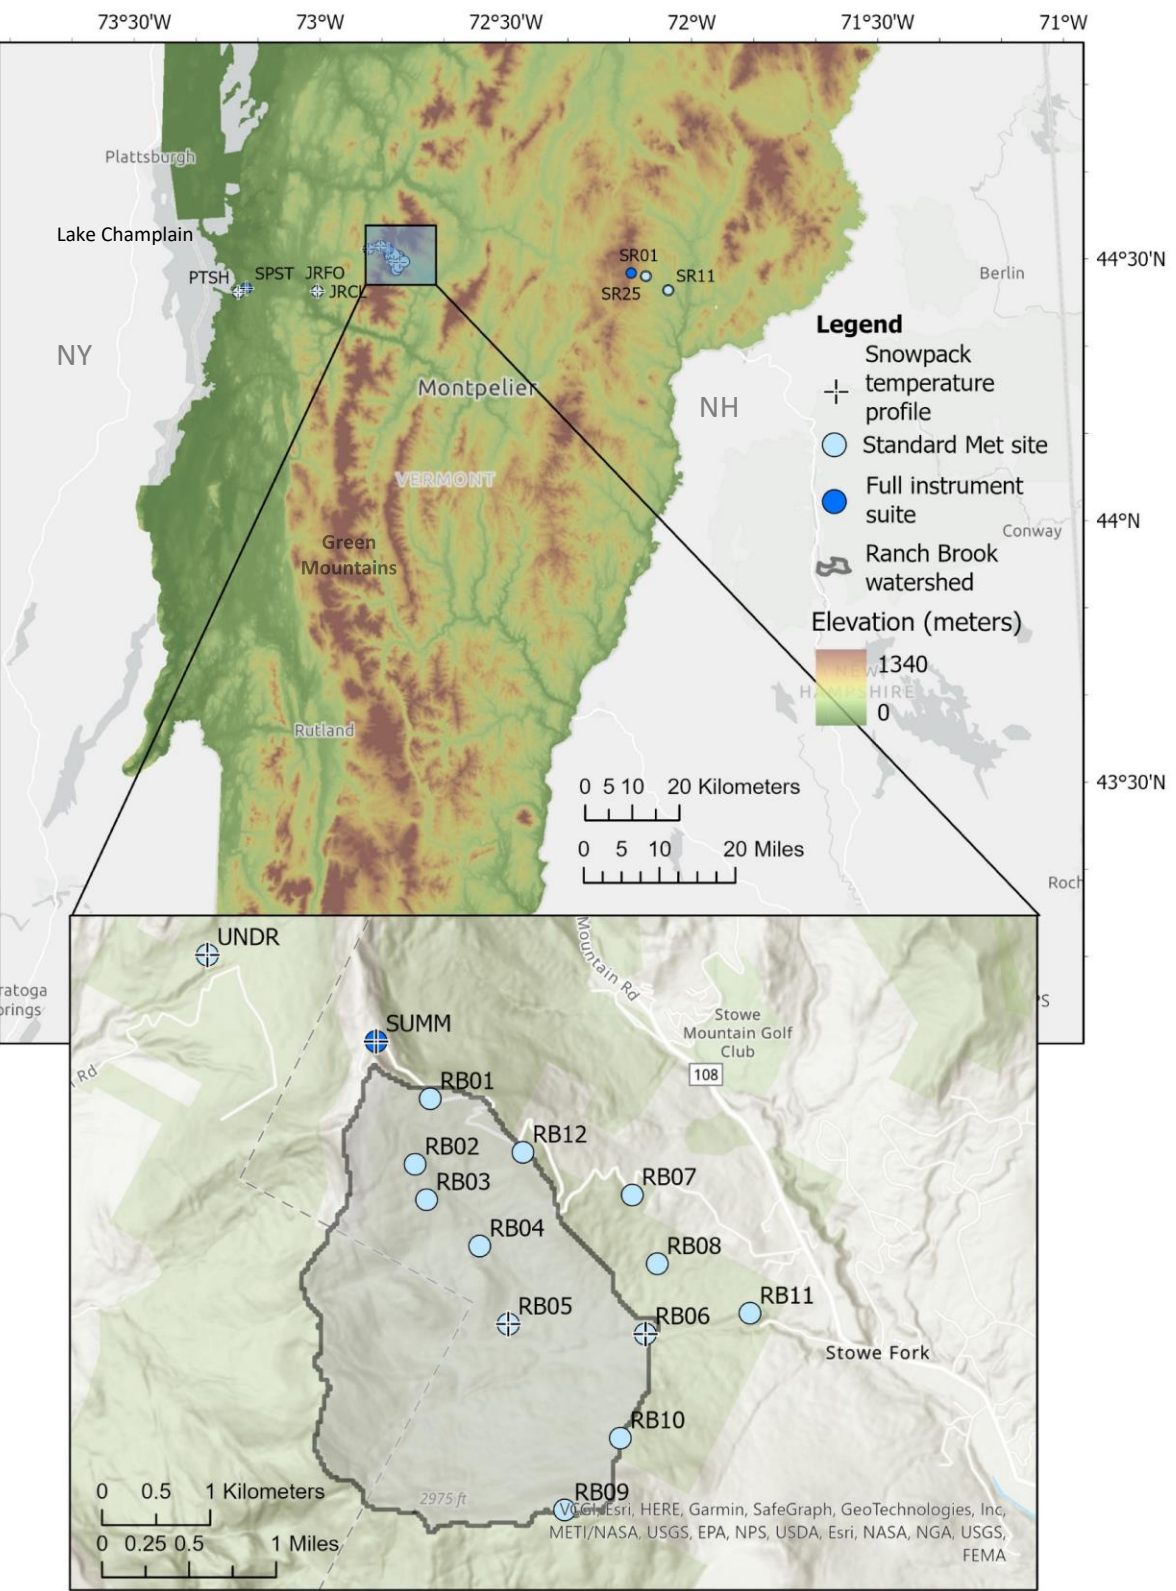 73°30'W 73°W 72°30'W 72°W 71°30'W 71°W
Plattsburgh
Lake Champlain
44°30'N
PTSH SPST JRFO
JRCL
SR01
SR11
SR25
Berlin
NY
Montpelier
NH
VERMONT
Green
Mountains
Legend
Snowpack
temperature
profile
Standard Met site
Full instrument
suite
Ranch Brook
watershed
Elevation (meters)
1340
0
NEW
HAMPSHIRE
44°N
Conway
Rutland
43°30'N
0 5 10 20 Kilometers
0 5 10 20 Miles
Roch
ratoga
prings
UNDR
Mountain Rd
Stowe
Mountain Golf
Club
SUMM
108
Rd
RB01
RB12
RB02
RB07
RB03
RB04
RB08
RB05
RB11
RB06
Stowe Fork
RB10
RB09
2975 ft
0 0.5 1 Kilometers
0 0.25 0.5 1 Miles
VCGI, Esri, HERE, Garmin, SafeGraph, GeoTechnologies, Inc,
METI/NASA, USGS, EPA, NPS, USDA, Esri, NASA, NGA, USGS,
FEMA